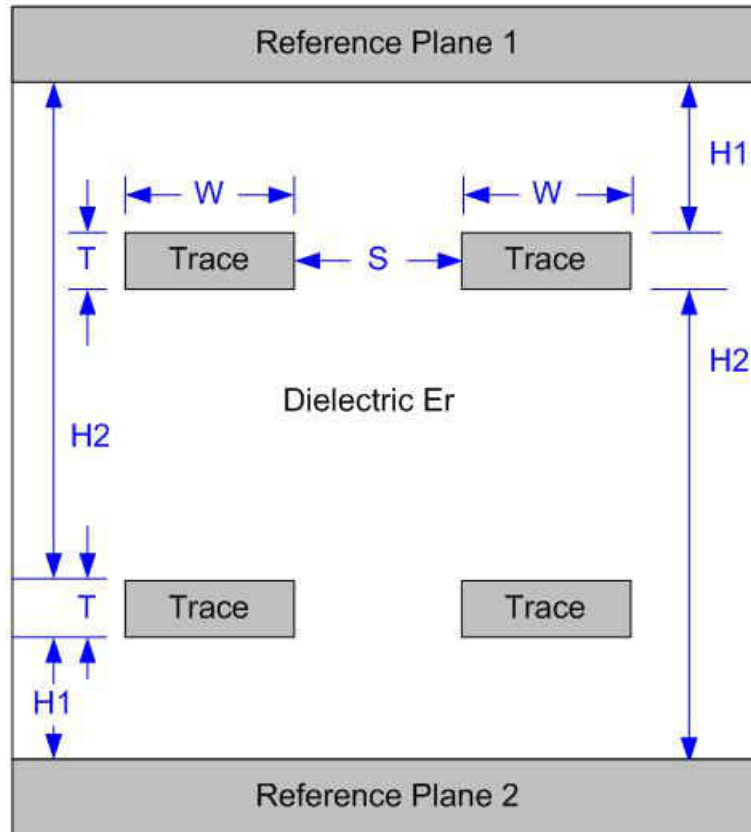 Reference Plane 1
H1
W W
T Trace S Trace
H2
Dielectric Er
H2
T Trace Trace
H1
Reference Plane 2